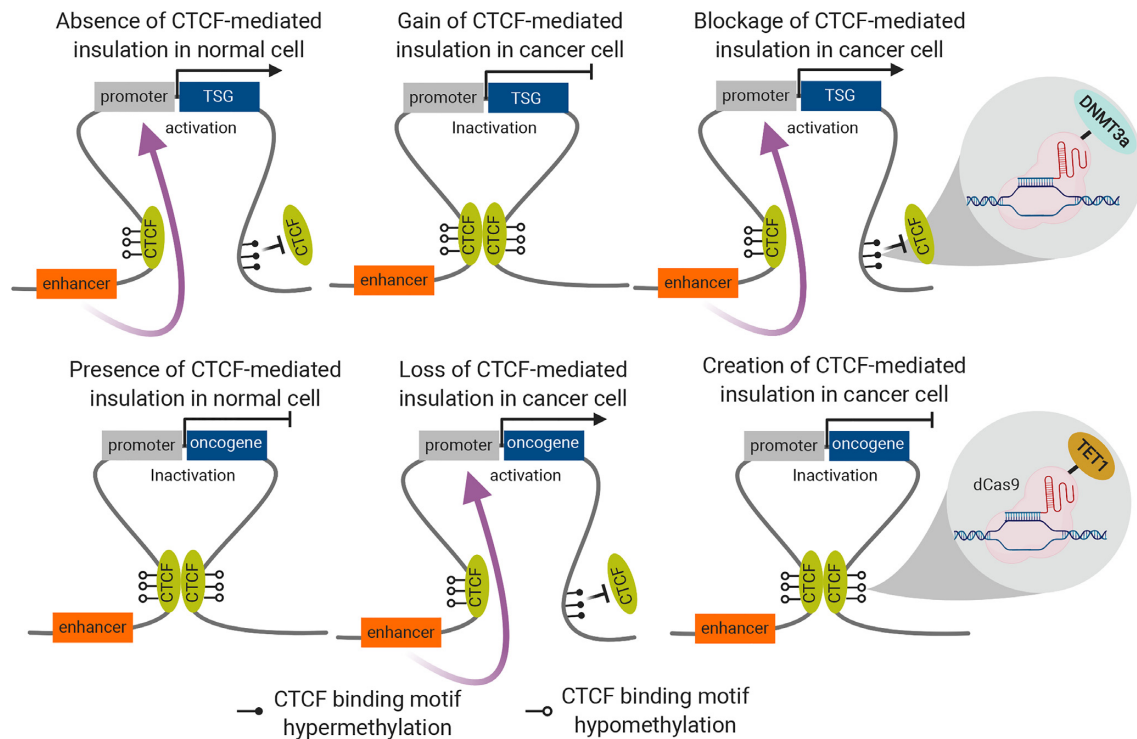 Absence of CTCF-mediated
insulation in normal cell
promoter
TSG
activation
CTCF
CTCF
enhancer
Gain of CTCF-mediated
insulation in cancer cell
promoter
TSG
Inactivation
CTCF
CTCF
Blockage of CTCF-mediated
insulation in cancer cell
promoter
TSG
activation
CTCF
CTCF
enhancer
DNMT3a
Presence of CTCF-mediated
insulation in normal cell
promoter
oncogene
Inactivation
CTCF
CTCF
enhancer
Loss of CTCF-mediated
insulation in cancer cell
promoter
oncogene
activation
CTCF
CTCF
enhancer
Creation of CTCF-mediated
insulation in cancer cell
promoter
oncogene
Inactivation
CTCF
CTCF
enhancer
TET1
dCas9
CTCF binding motif
hypermethylation
CTCF binding motif
hypomethylation